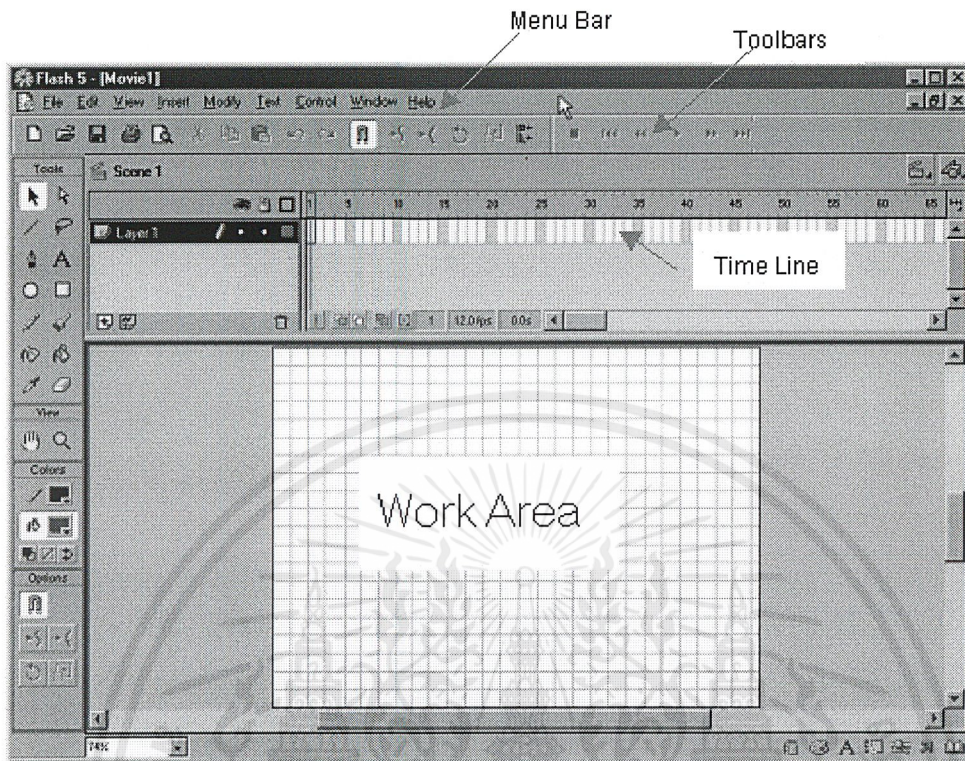 Menu Bar
Toolbars
Flash 5 - [Movie1]
File Edit View Insert Modify Text Control Window Help
Tools
Scene 1
1 5 10 15 20 25 30 35 40 45 50 55 60 65
Layer 1
Time Line
1 12.0 fps 0.0s
View
Colors
Work Area
Options
74%